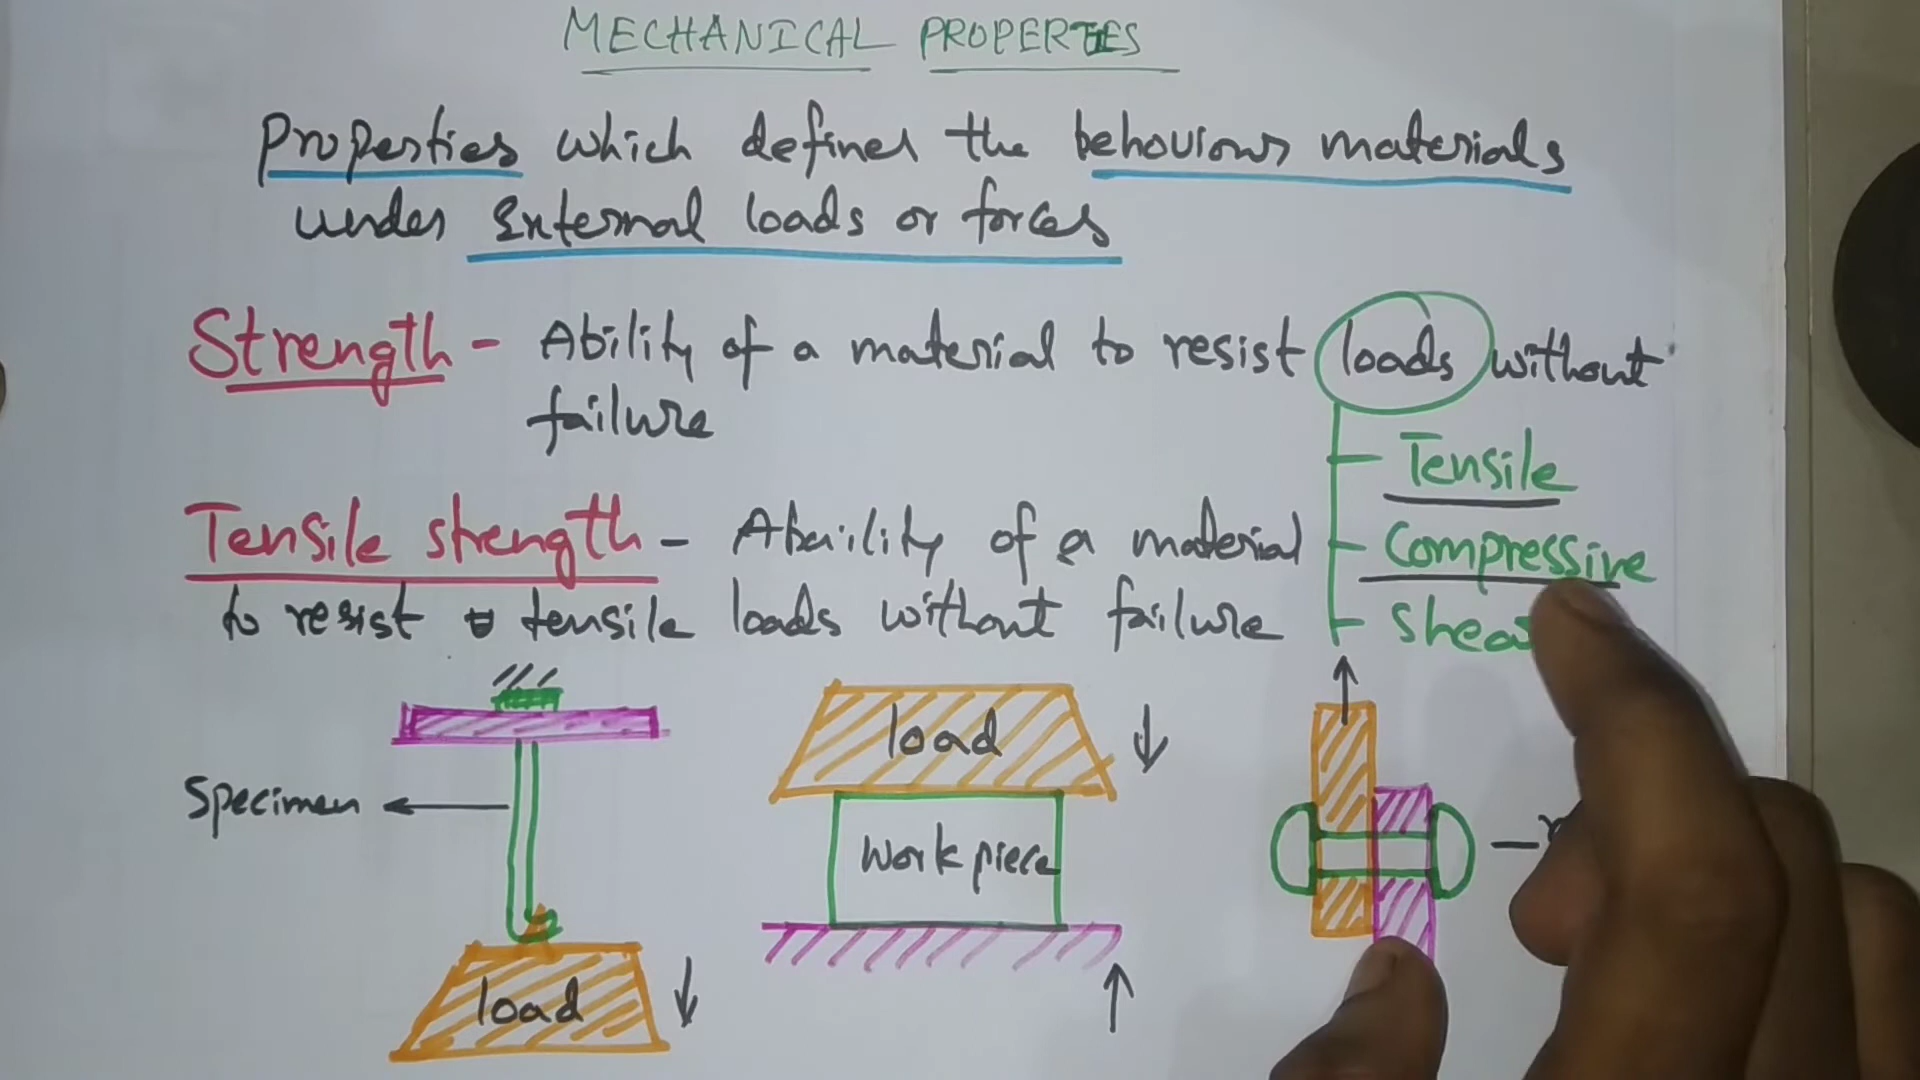 MECHANICAL PROPERTIES
Properties which defines the behaviours materials
under External loads or forces
Strength - Ability of a material to resist loads without
failure
Tensile
Compressive
Tensile strength - Abaility of a material
to resist tensile loads without failure
load
Specimen
Work piece
load